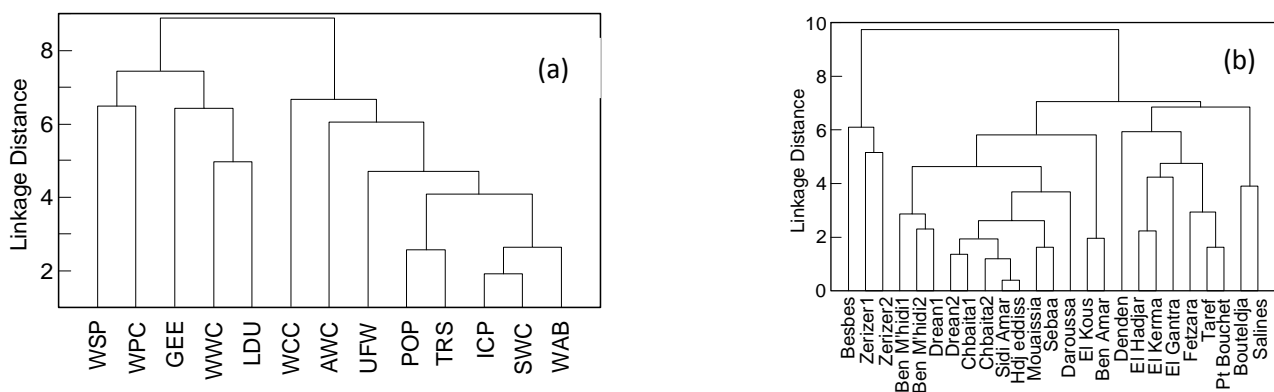 (a)
Linkage Distance
8
6
4
2
WSP
WPC
GEE
WWC
LDU
WCC
AWC
UFW
POP
TRS
ICP
SWC
WAB
(b)
Linkage Distance
10
8
6
4
2
0
Besbes
Zerizer1
Zerizer2
Ben M'hidi1
Ben M'hidi2
Drean1
Drean2
Chbaita1
Chbaita2
Sidi Amar
Hdj eddiss
Mouaissia
Sebaa
Daroussa
El Kous
Ben Amar
Denden
El Hadjar
El Kerma
El Gantra
Fetzara
Taref
Pt Bouchet
Bouteldja
Salines